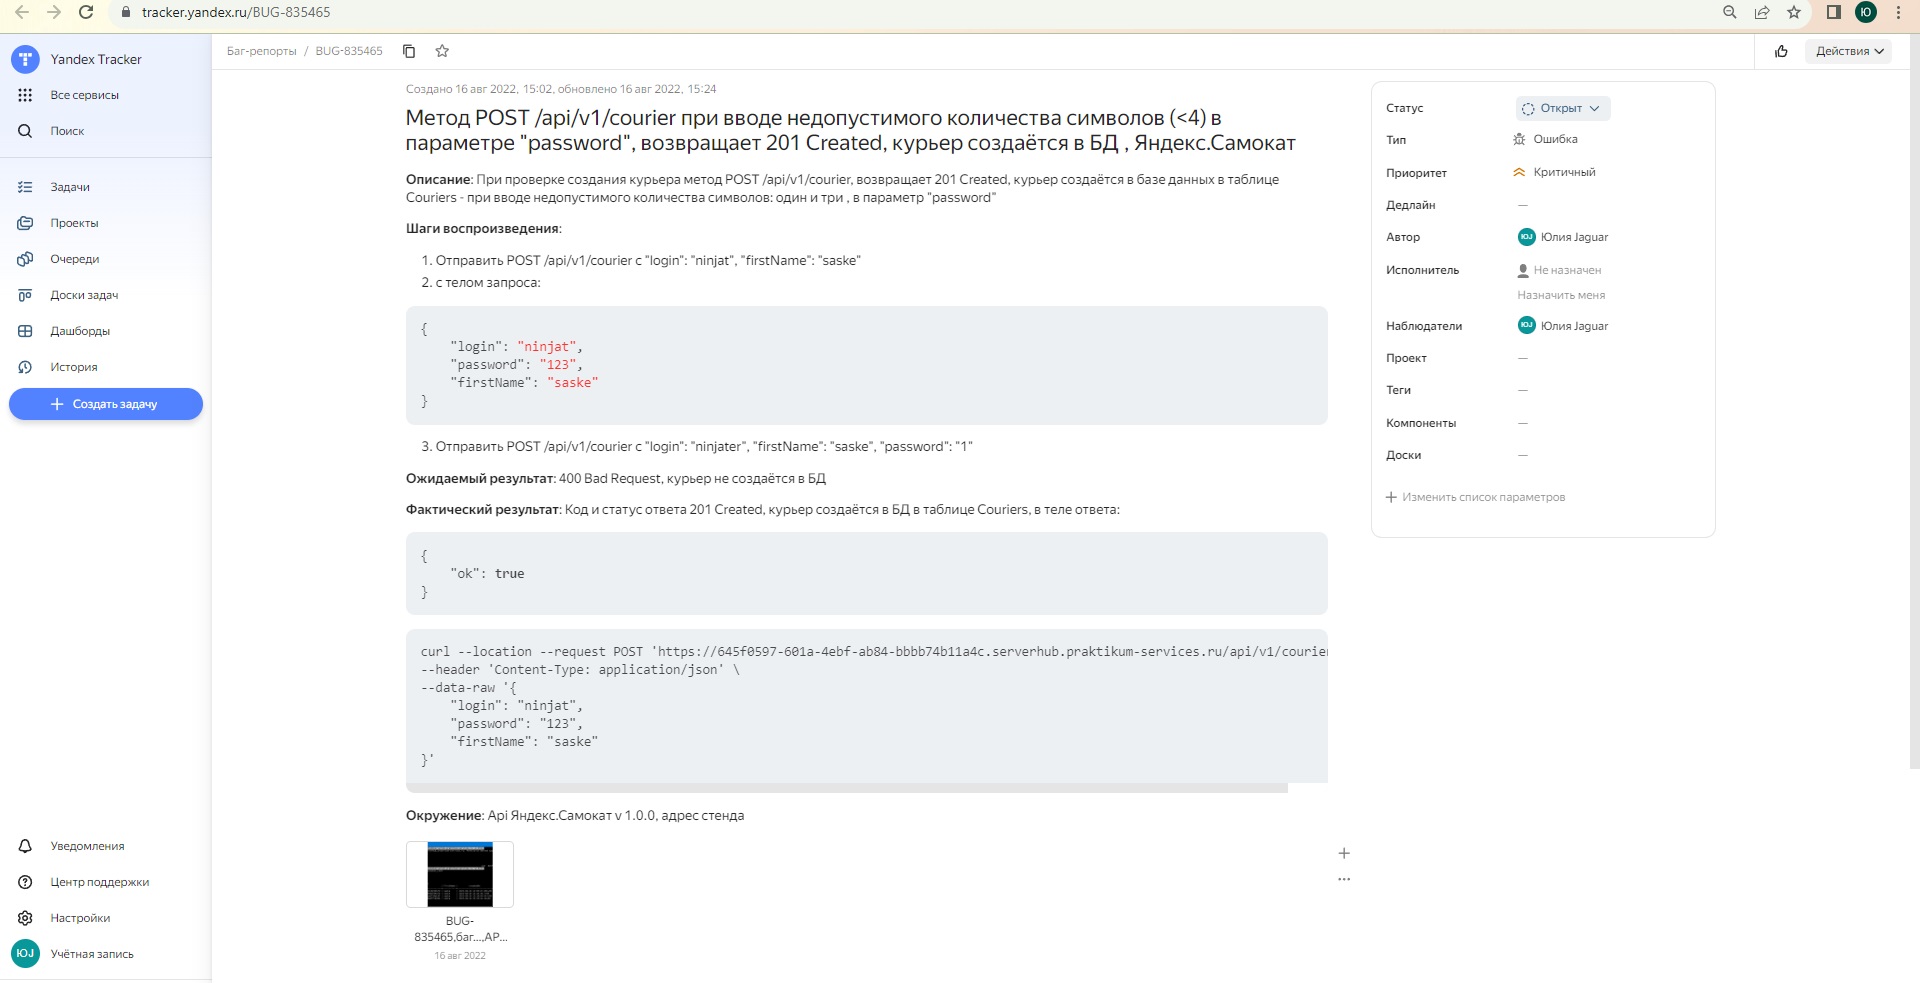 tracker.yandex.ru/BUG-835465
Ю
Yandex Tracker
Все сервисы
Поиск
Задачи
Проекты
Очереди
Доски задач
Дашборды
История
Создать задачу
Уведомления
Центр поддержки
Настройки
ЮJ Учётная запись
Баг-репорты / BUG-835465
Действия
Создано 16 авг 2022, 15:02, обновлено 16 авг 2022, 15:24
Метод POST /api/v1/courier при вводе недопустимого количества символов (<4) в
параметре "password", возвращает 201 Created, курьер создаётся в БД , Яндекс.Самокат
Описание: При проверке создания курьера метод POST /api/v1/courier, возвращает 201 Created, курьер создаётся в базе данных в таблице
Couriers - при вводе недопустимого количества символов: один и три , в параметр "password"
Шаги воспроизведения:
1. Отправить POST /api/v1/courier с "login": "ninjat", "firstName": "saske"
2. с телом запроса:
{
"login": "ninjat",
"password": "123",
"firstName": "saske"
}
3. Отправить POST /api/v1/courier с "login": "ninjater", "firstName": "saske", "password": "1"
Ожидаемый результат: 400 Bad Request, курьер не создаётся в БД
Фактический результат: Код и статус ответа 201 Created, курьер создаётся в БД в таблице Couriers, в теле ответа:
{
"ok": true
}
curl --location --request POST 'https://645f0597-601a-4ebf-ab84-bbbb74b11a4c.serverhub.praktikum-services.ru/api/v1/courier
--header 'Content-Type: application/json' \
--data-raw '{
"login": "ninjat",
"password": "123",
"firstName": "saske"
}'
Окружение: Api Яндекс.Самокат v 1.0.0, адрес стенда
BUG-
835465,баг...,AP...
16 авг 2022
Статус Открыт
Тип Ошибка
Приоритет Критичный
Дедлайн —
Автор ЮJ Юлия Jaguar
Исполнитель Не назначен
Назначить меня
Наблюдатели ЮJ Юлия Jaguar
Проект —
Теги —
Компоненты —
Доски —
Изменить список параметров